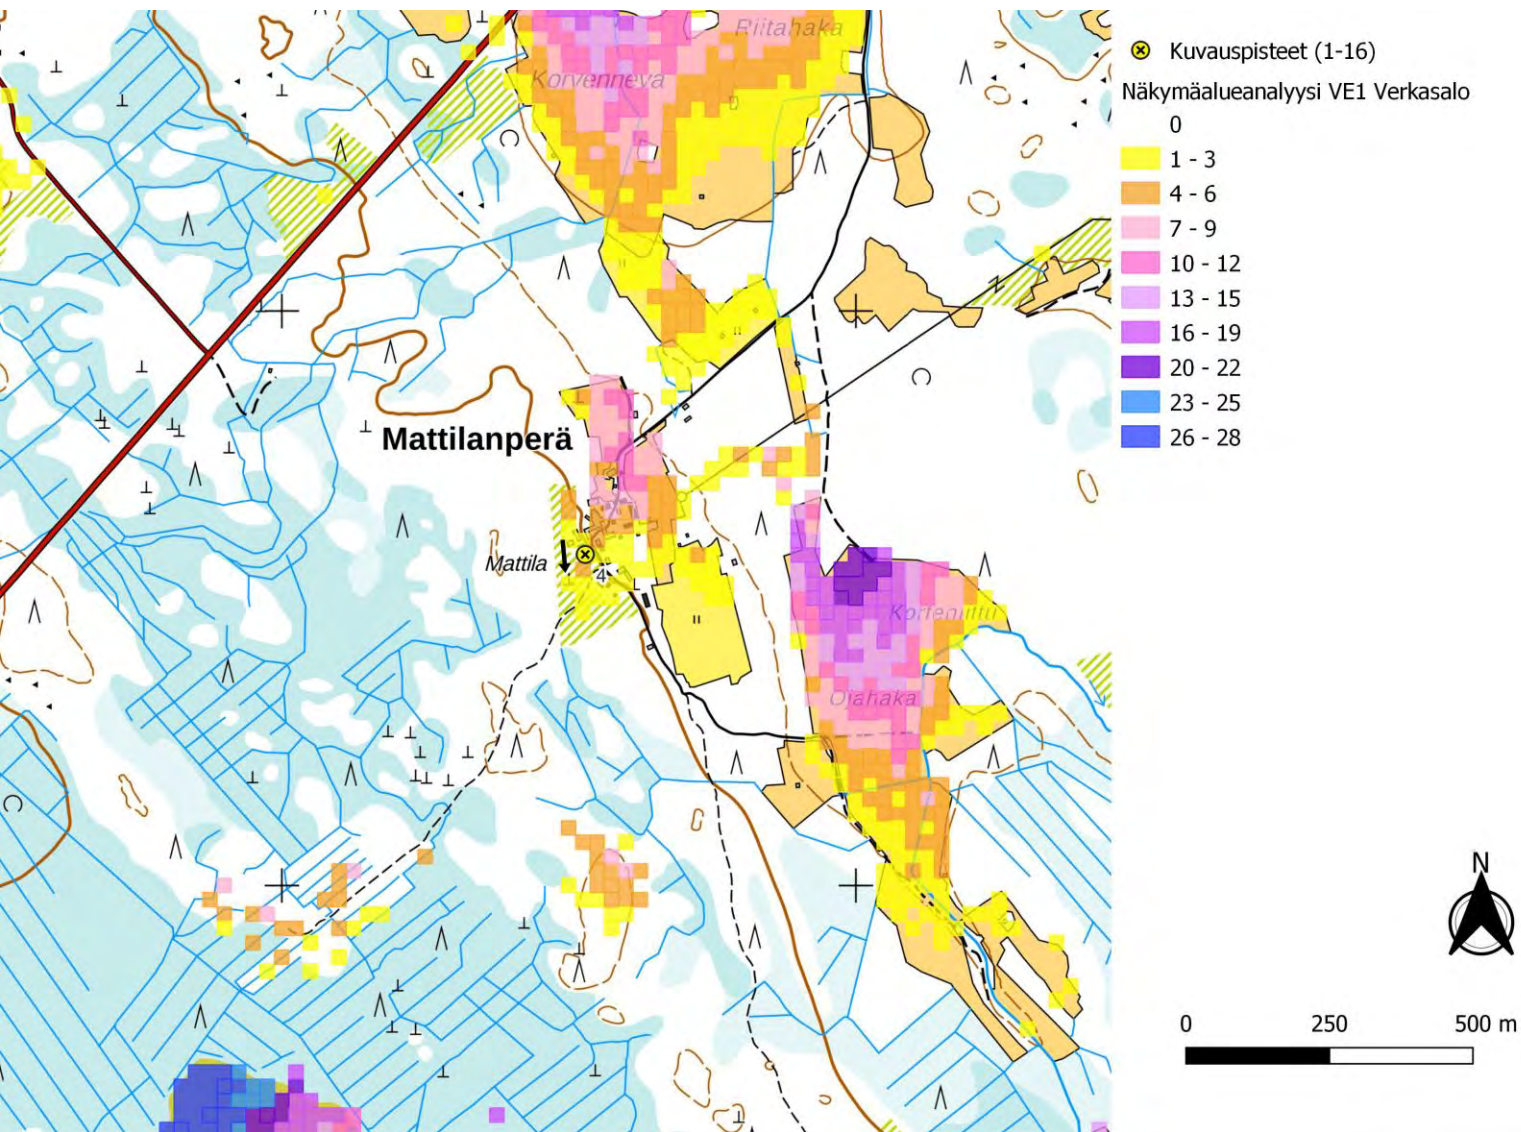 Riitahaka
Korvenneva
Mattilanperä
Mattila
4
Korteniittu
Ojahaka
Kuvauspisteet (1-16)
Näkymäalueanalyysi VE1 Verkasalo
0
1 - 3
4 - 6
7 - 9
10 - 12
13 - 15
16 - 19
20 - 22
23 - 25
26 - 28
N
0 250 500 m